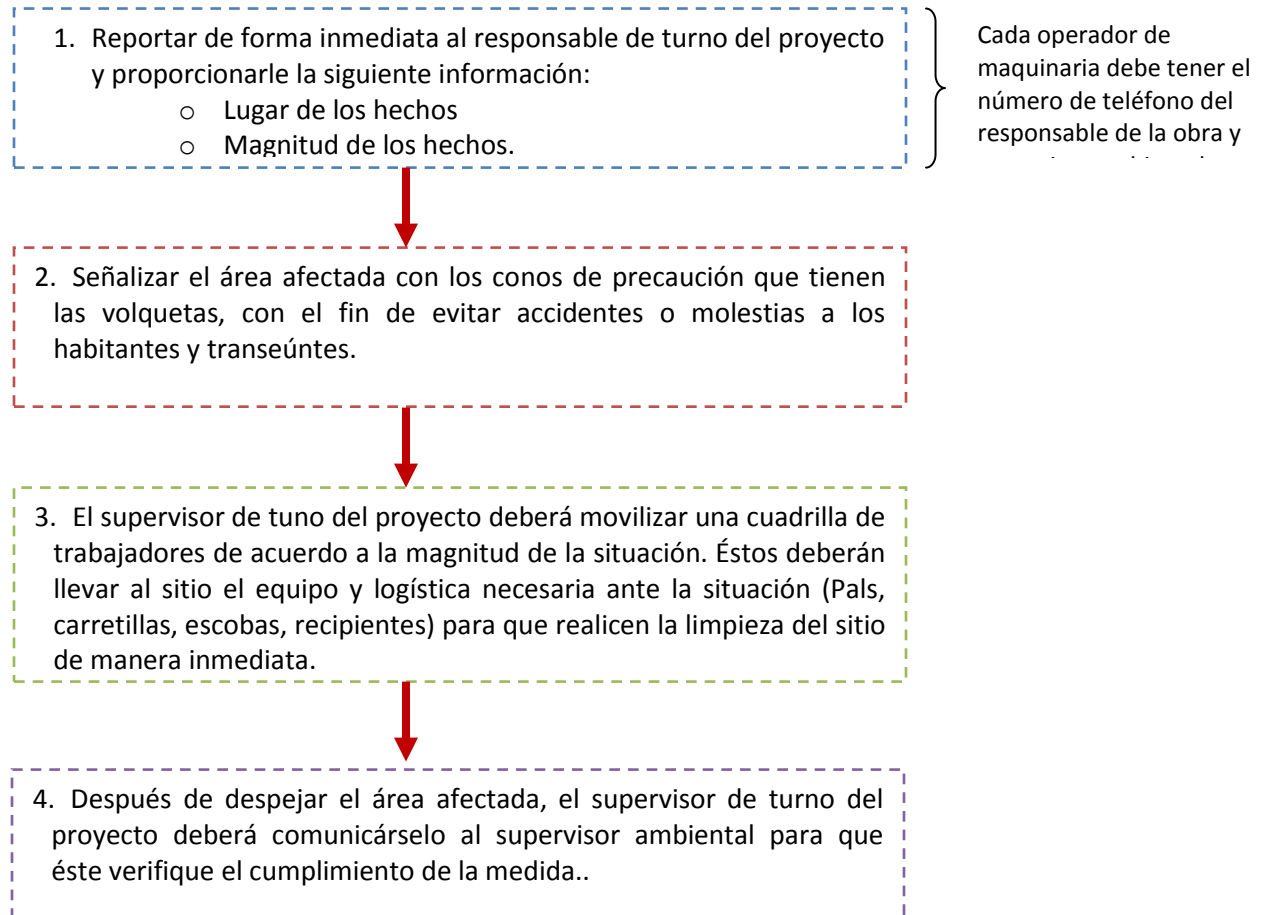 1. Reportar de forma inmediata al responsable de turno del proyecto
y proporcionarle la siguiente información:
o Lugar de los hechos
o Magnitud de los hechos.
Cada operador de
maquinaria debe tener el
número de teléfono del
responsable de la obra y
2. Señalizar el área afectada con los conos de precaución que tienen
las volquetas, con el fin de evitar accidentes o molestias a los
habitantes y transeúntes.
3. El supervisor de tuno del proyecto deberá movilizar una cuadrilla de
trabajadores de acuerdo a la magnitud de la situación. Éstos deberán
llevar al sitio el equipo y logística necesaria ante la situación (Pals,
carretillas, escobas, recipientes) para que realicen la limpieza del sitio
de manera inmediata.
4. Después de despejar el área afectada, el supervisor de turno del
proyecto deberá comunicárselo al supervisor ambiental para que
éste verifique el cumplimiento de la medida..